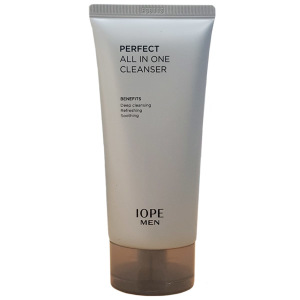 PERFECT
ALL IN ONE
CLEANSER
BENEFITS
Deep cleansing
Refreshing
Soothing
IOPE
MEN